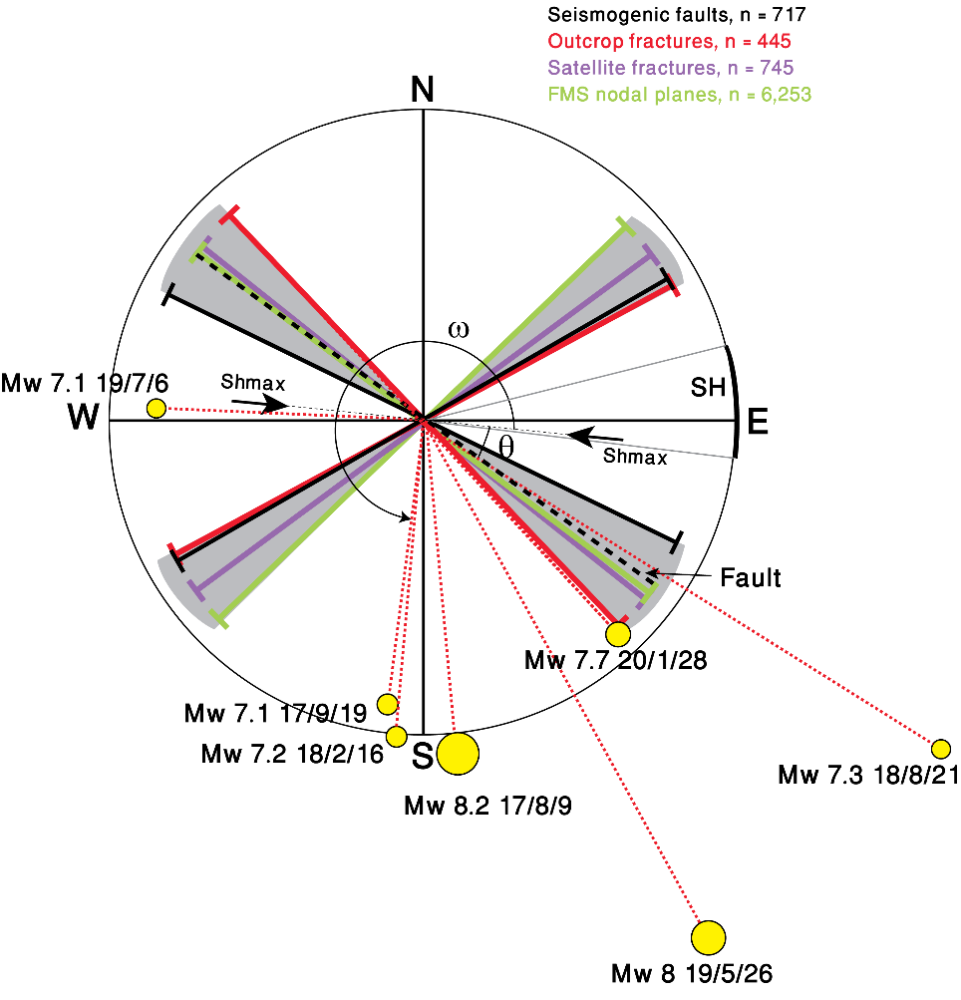 Seismogenic faults, n = 717
Outcrop fractures, n = 445
Satellite fractures, n = 745
FMS nodal planes, n = 6,253
N
ω
Mw 7.1 19/7/6
Shmax
SH
W
E
θ
Shmax
Fault
Mw 7.7 20/1/28
Mw 7.1 17/9/19
Mw 7.2 18/2/16
S
Mw 7.3 18/8/21
Mw 8.2 17/8/9
Mw 8 19/5/26